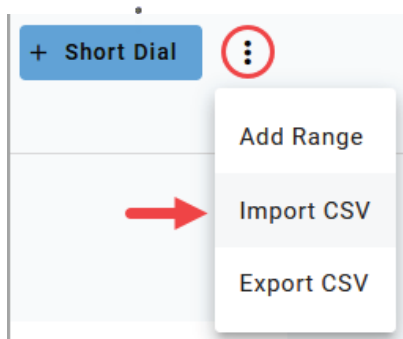 + Short Dial
Add Range
Import CSV
Export CSV